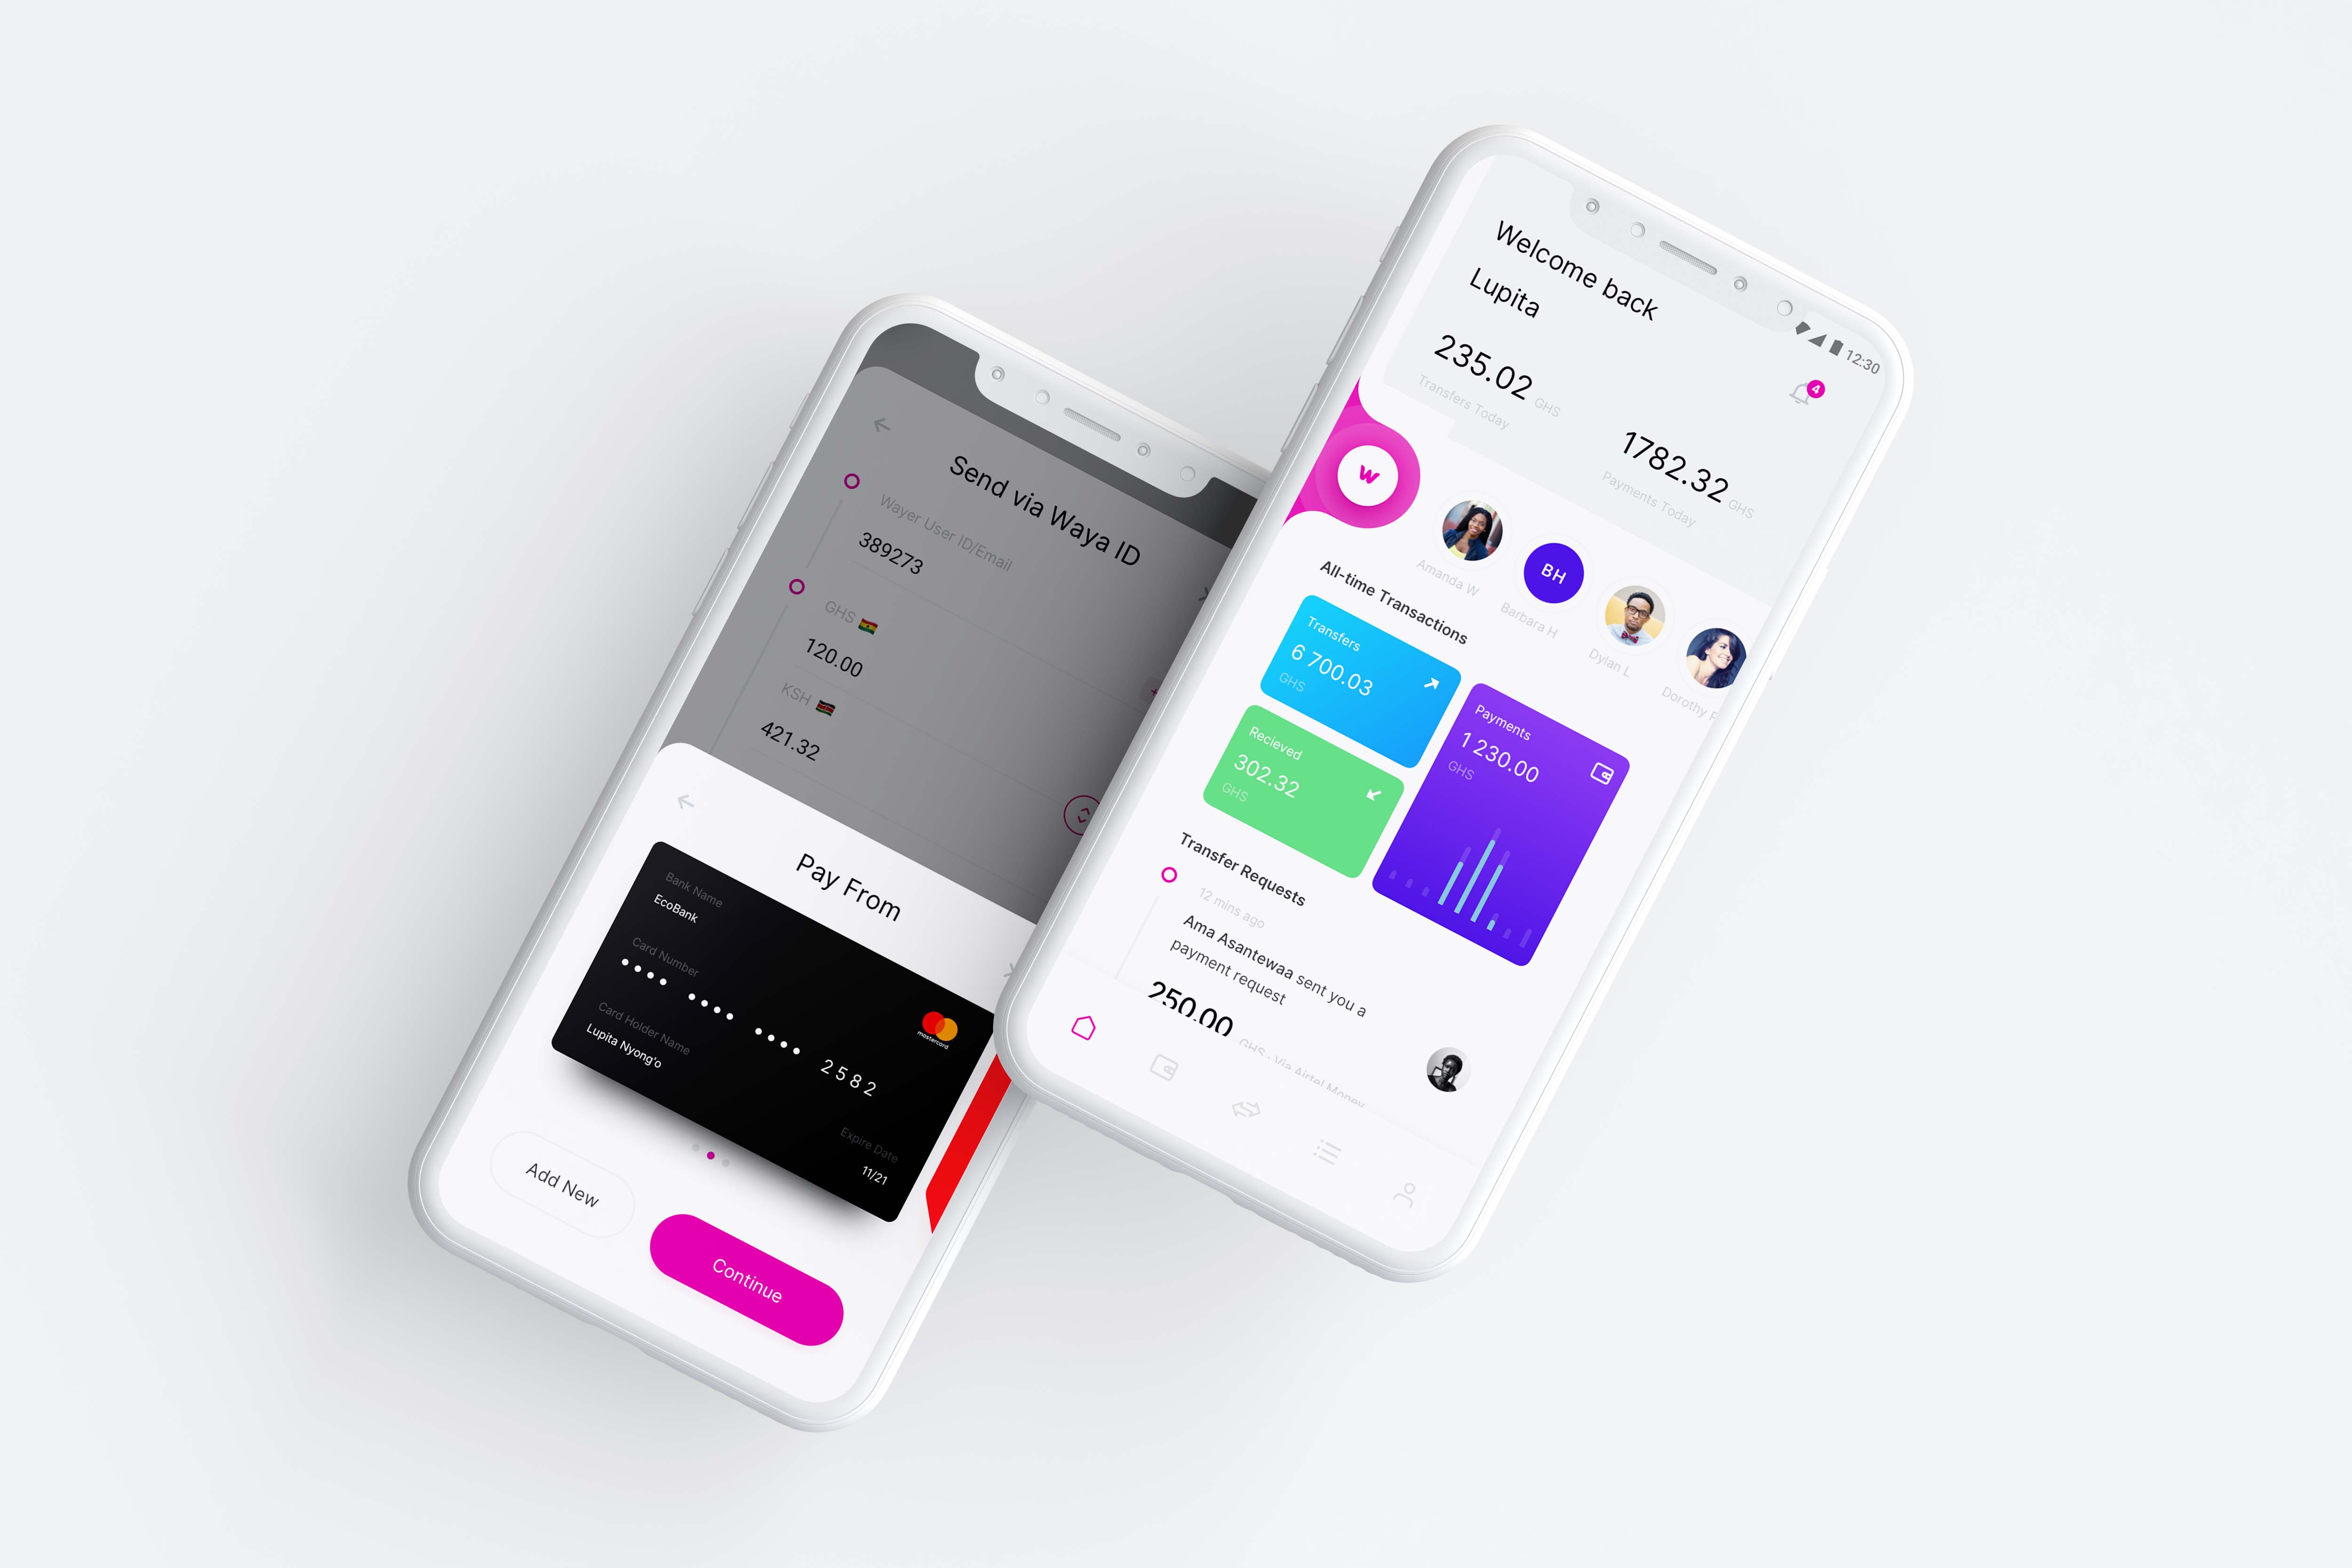 Send via Waya ID
Wayer User ID/Email
389273
GHS
120.00
KSH
421.32
Pay From
Bank Name
EcoBank
Card Number
•••• •••• •••• 2582
mastercard
Card Holder Name
Lupita Nyong'o
Expire Date
11/21
Add New
Continue
12:30
4
Welcome back
Lupita
235.02 GHS
Transfers Today
1782.32 GHS
Payments Today
w
Amanda W
BH
Barbara H
Dylan L
Dorothy
All-time Transactions
Transfers
6 700.03
GHS
Recieved
302.32
GHS
Payments
1 230.00
GHS
Transfer Requests
12 mins ago
Ama Asantewaa sent you a
payment request
250.00 GHS - Via Airtel Money